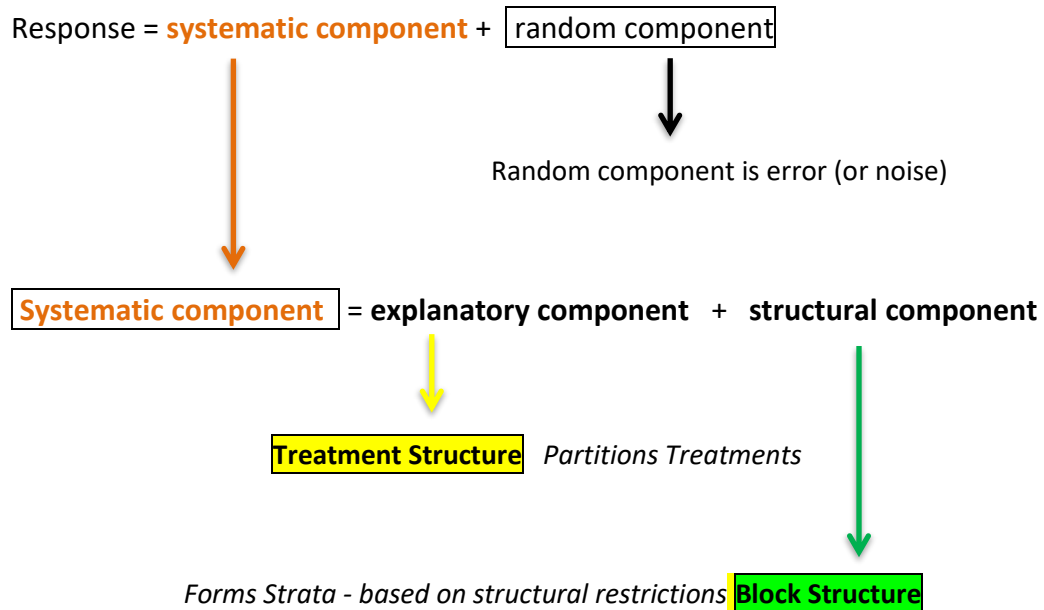 Response = systematic component + random component
Random component is error (or noise)
Systematic component = explanatory component + structural component
Treatment Structure Partitions Treatments
Forms Strata - based on structural restrictions Block Structure